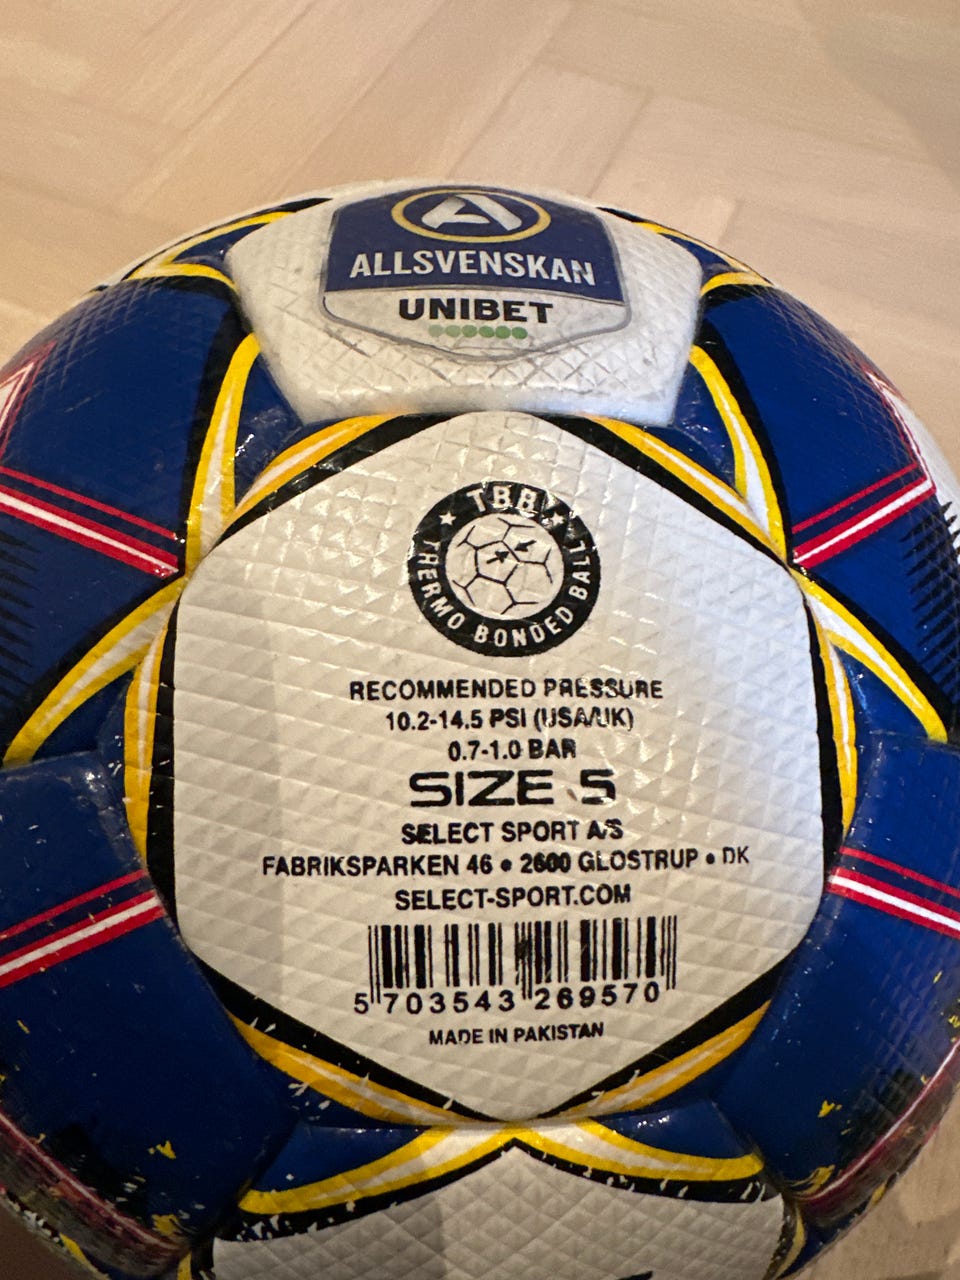 ALLSVENSKAN
UNIBET
TBB
THERMO BONDED BALL
RECOMMENDED PRESSURE
10.2-14.5 PSI (USA/UK)
0.7-1.0 BAR
SIZE 5
SELECT SPORT A/S
FABRIKSPARKEN 46 • 2600 GLOSTRUP • DK
SELECT-SPORT.COM
5 703543 269570
MADE IN PAKISTAN